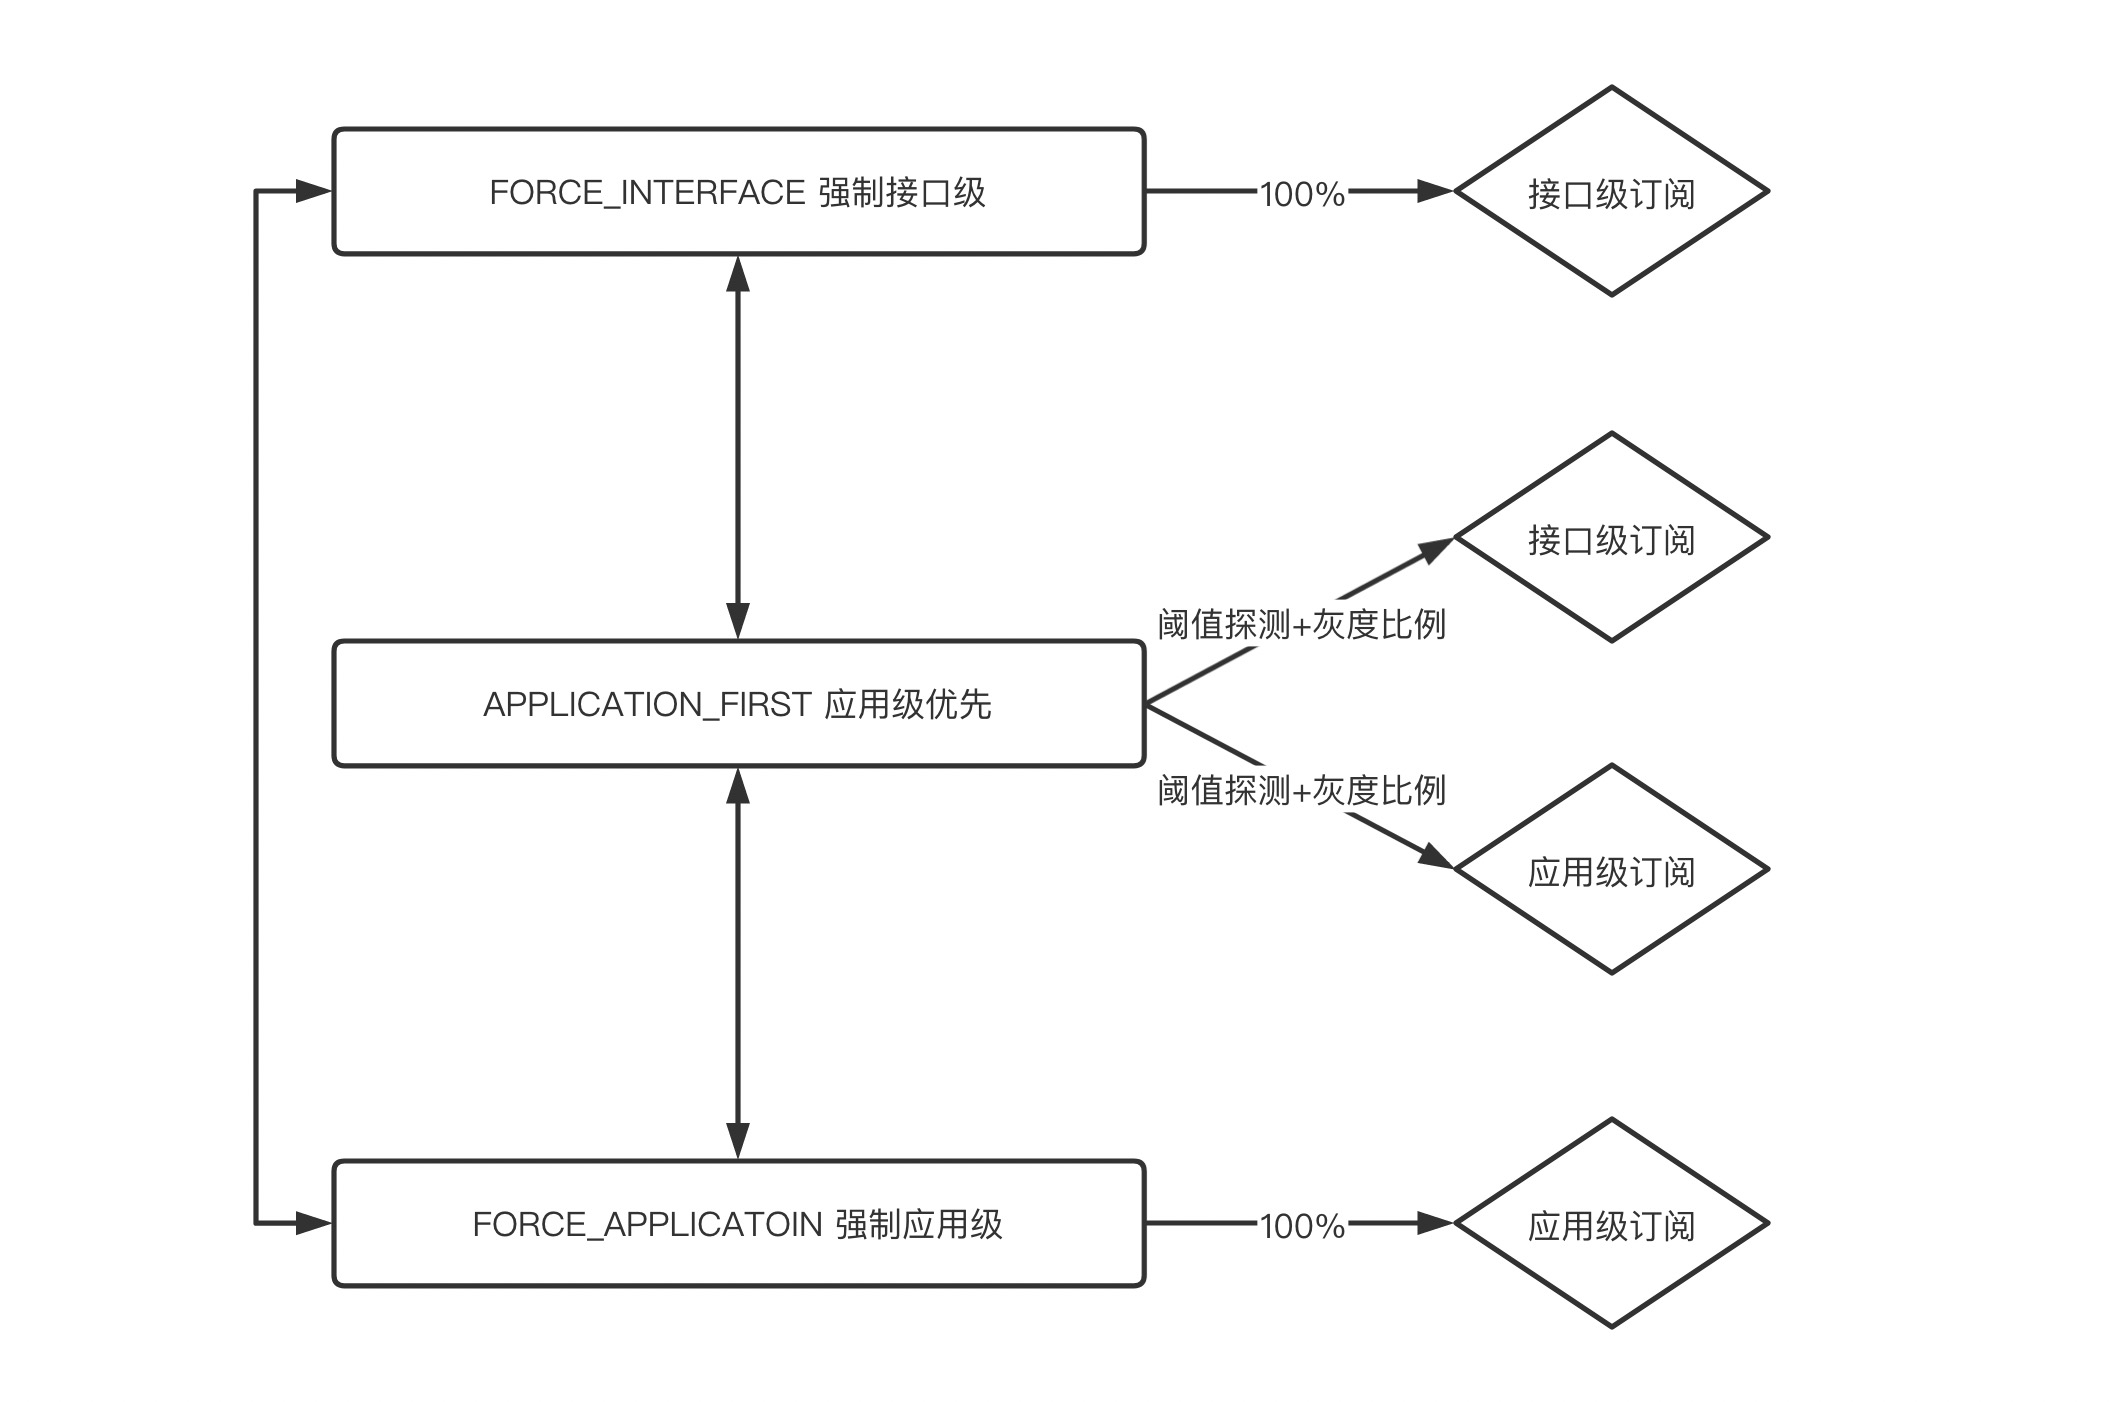 FORCE_INTERFACE 强制接口级
100%
接口级订阅
接口级订阅
阈值探测+灰度比例
APPLICATION_FIRST 应用级优先
阈值探测+灰度比例
应用级订阅
FORCE_APPLICATOIN 强制应用级
100%
应用级订阅